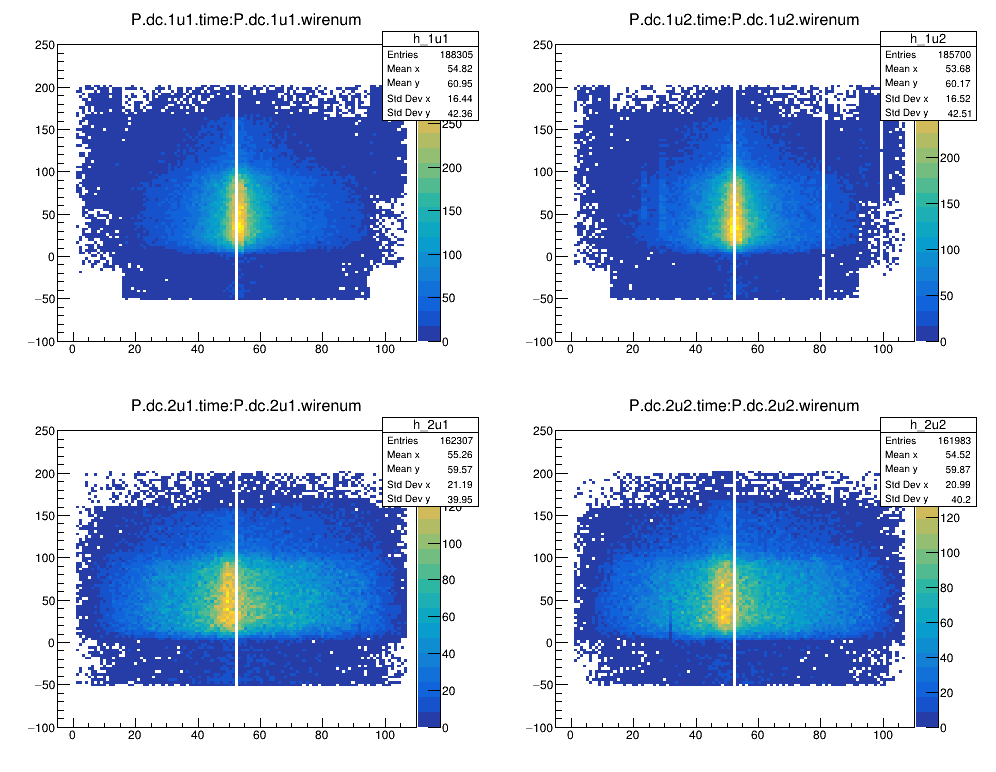 P.dc.1u1.time:P.dc.1u1.wirenum
h_1u1
Entries 188305
Mean x 54.82
Mean y 60.95
Std Dev x 16.44
Std Dev y 42.36
250
200
150
100
50
0
−50
−100
0 20 40 60 80 100
250
200
150
100
50
0
P.dc.1u2.time:P.dc.1u2.wirenum
h_1u2
Entries 185700
Mean x 53.68
Mean y 60.17
Std Dev x 16.52
Std Dev y 42.51
250
200
150
100
50
0
−50
−100
0 20 40 60 80 100
200
150
100
50
0
P.dc.2u1.time:P.dc.2u1.wirenum
h_2u1
Entries 162307
Mean x 55.26
Mean y 59.57
Std Dev x 21.19
Std Dev y 39.95
250
200
150
100
50
0
−50
−100
0 20 40 60 80 100
120
100
80
60
40
20
0
P.dc.2u2.time:P.dc.2u2.wirenum
h_2u2
Entries 161983
Mean x 54.52
Mean y 59.87
Std Dev x 20.99
Std Dev y 40.2
250
200
150
100
50
0
−50
−100
0 20 40 60 80 100
120
100
80
60
40
20
0